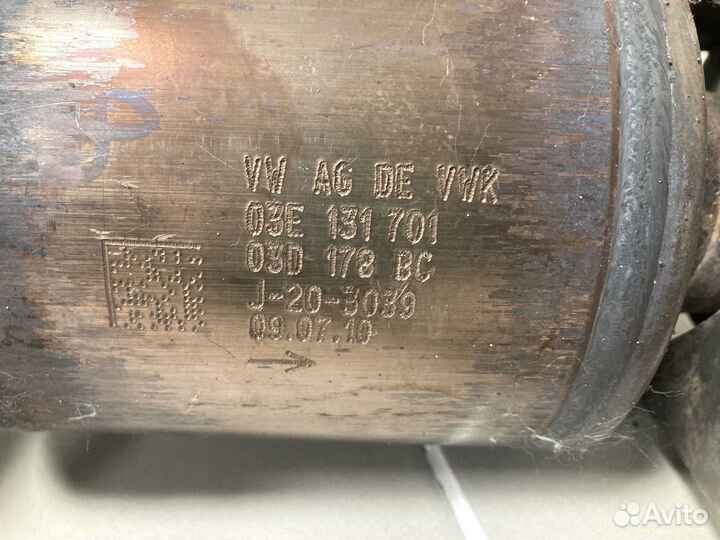 VW AG DE VWK
03E 131 701
03D 178 BC
J-20-3039
09.07.10
Avito